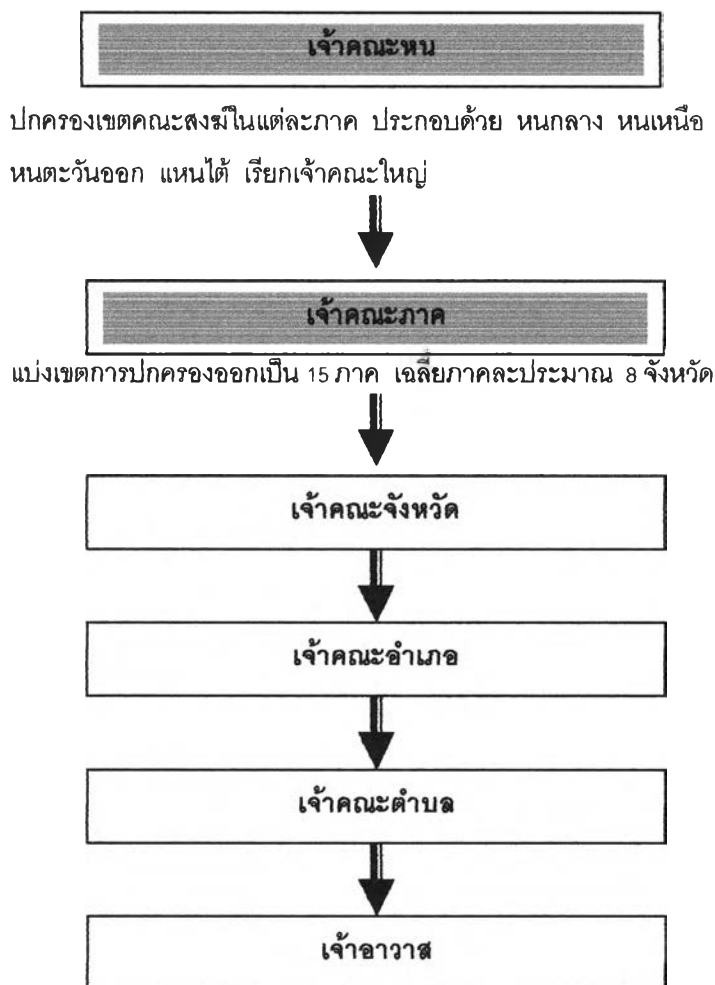 เจ้าคณะหน
ปกครองเขตคณะสงฆ์ในแต่ละภาค ประกอบด้วย หนกลาง หนเหนือ
หนตะวันออก แหนใต้ เรียกเจ้าคณะใหญ่
เจ้าคณะภาค
แบ่งเขตการปกครองออกเป็น 15 ภาค เฉลี่ยภาคละประมาณ 8 จังหวัด
เจ้าคณะจังหวัด
เจ้าคณะอำเภอ
เจ้าคณะตำบล
เจ้าอาวาส